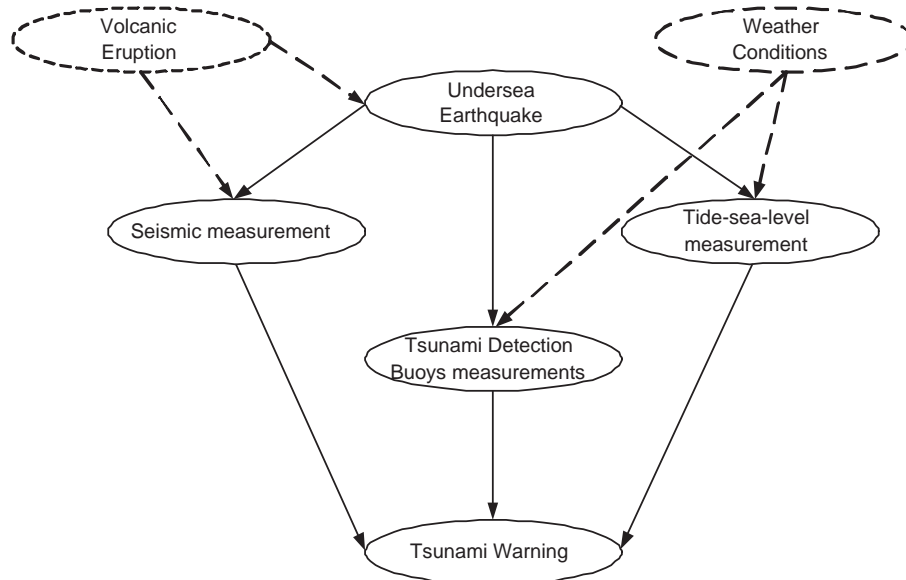 Volcanic
Eruption
Weather
Conditions
Undersea
Earthquake
Seismic measurement
Tide-sea-level
measurement
Tsunami Detection
Buoys measurements
Tsunami Warning